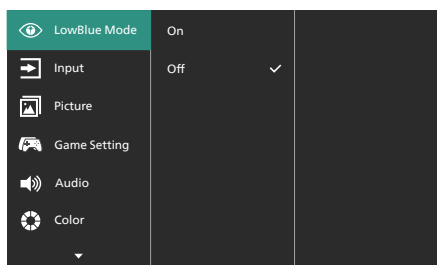 LowBlue Mode
On
Input
Off
Picture
Game Setting
Audio
Color